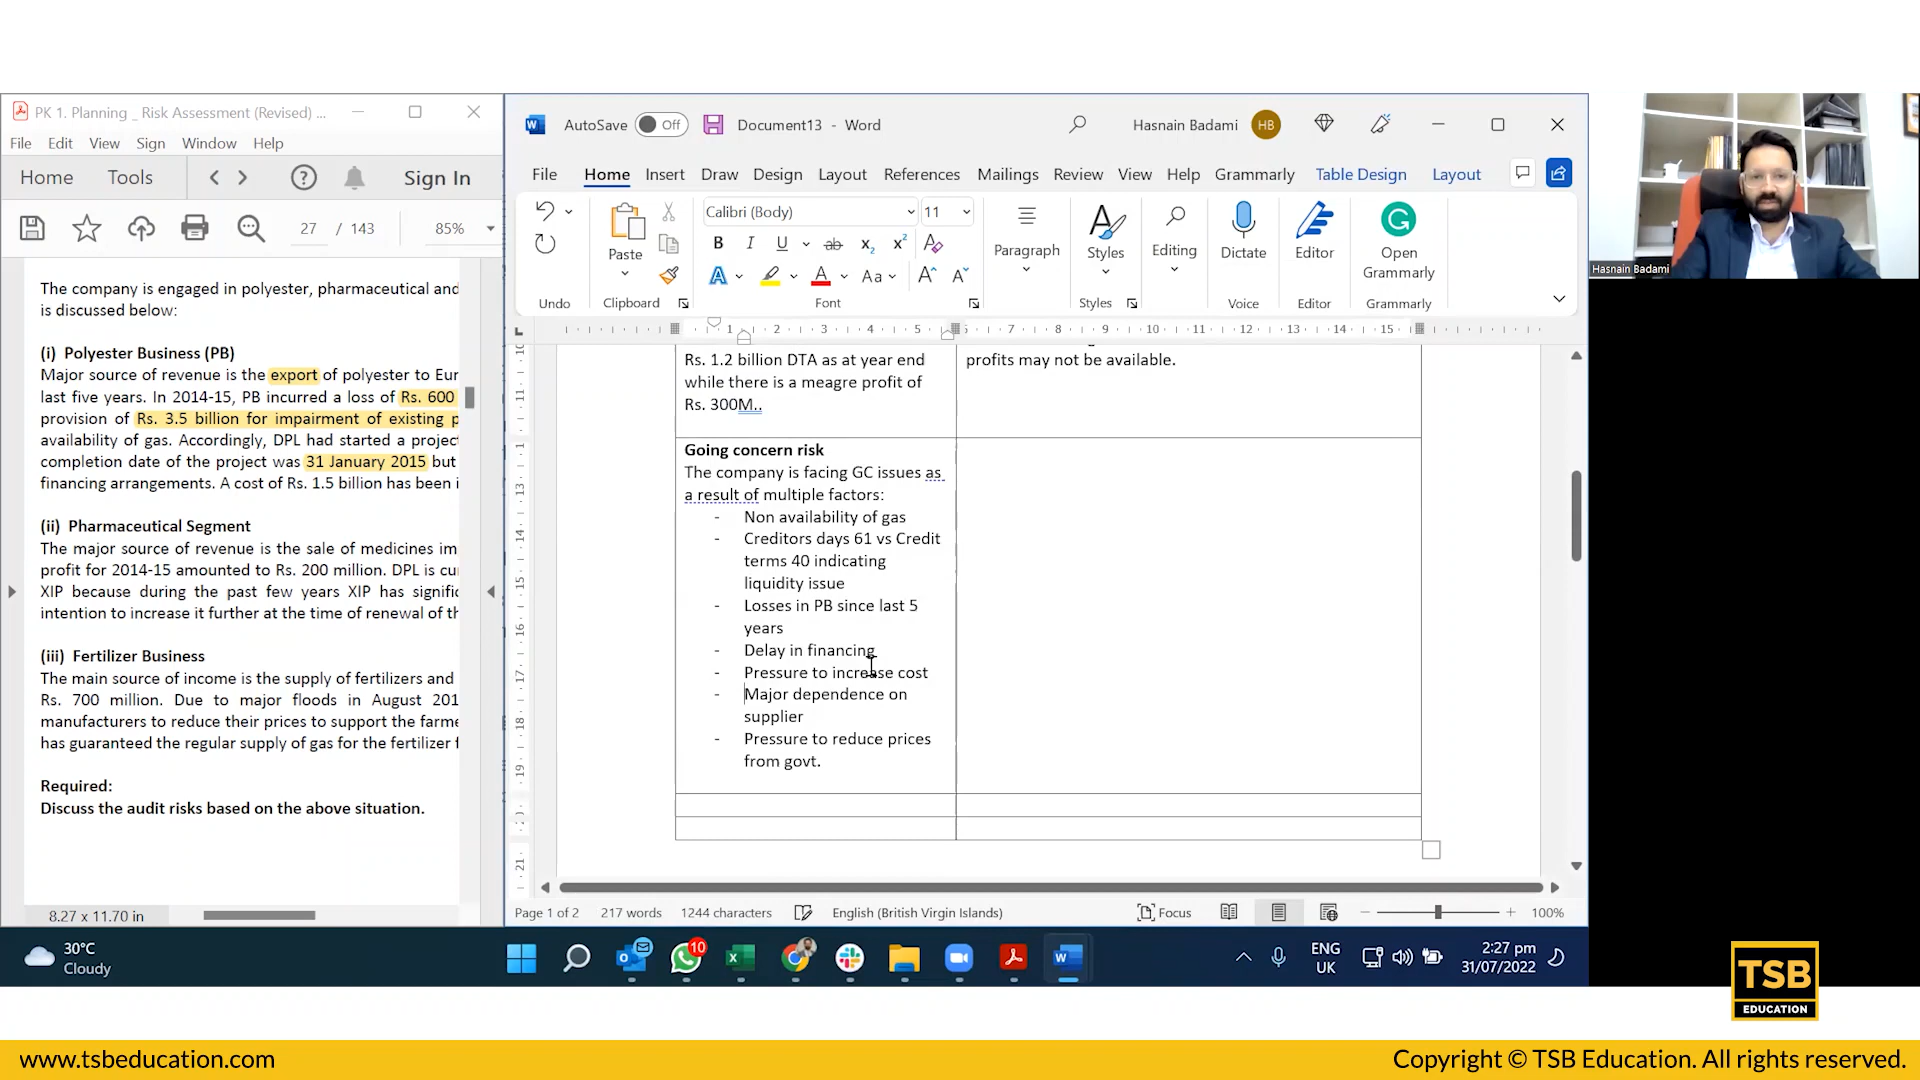 PK 1. Planning _ Risk Assessment (Revised) ...
File Edit View Sign Window Help
Home Tools Sign In
27 / 143 85%
The company is engaged in polyester, pharmaceutical and
is discussed below:
(i) Polyester Business (PB)
Major source of revenue is the export of polyester to Eur
last five years. In 2014-15, PB incurred a loss of Rs. 600
provision of Rs. 3.5 billion for impairment of existing p
availability of gas. Accordingly, DPL had started a project
completion date of the project was 31 January 2015 but
financing arrangements. A cost of Rs. 1.5 billion has been i
(ii) Pharmaceutical Segment
The major source of revenue is the sale of medicines im
profit for 2014-15 amounted to Rs. 200 million. DPL is cu
XIP because during the past few years XIP has signific
intention to increase it further at the time of renewal of th
(iii) Fertilizer Business
The main source of income is the supply of fertilizers and
Rs. 700 million. Due to major floods in August 201
manufacturers to reduce their prices to support the farme
has guaranteed the regular supply of gas for the fertilizer f
Required:
Discuss the audit risks based on the above situation.
8.27 x 11.70 in
AutoSave Off Document13 - Word Hasnain Badami HB
File Home Insert Draw Design Layout References Mailings Review View Help Grammarly Table Design Layout
Calibri (Body) 11
Paste Paragraph Styles Editing Dictate Editor Open Grammarly
Undo Clipboard Font Styles Voice Editor Grammarly
1 2 3 4 5 7 8 9 10 11 12 13 14 15
Rs. 1.2 billion DTA as at year end
while there is a meagre profit of
Rs. 300M..
profits may not be available.
Going concern risk
The company is facing GC issues as
a result of multiple factors:
- Non availability of gas
- Creditors days 61 vs Credit
terms 40 indicating
liquidity issue
- Losses in PB since last 5
years
- Delay in financing
- Pressure to increase cost
- Major dependence on
supplier
- Pressure to reduce prices
from govt.
Page 1 of 2 217 words 1244 characters English (British Virgin Islands) Focus 100%
30°C
Cloudy
10
ENG
UK
2:27 pm
31/07/2022
Hasnain Badami
TSB
EDUCATION
www.tsbeducation.com
Copyright © TSB Education. All rights reserved.